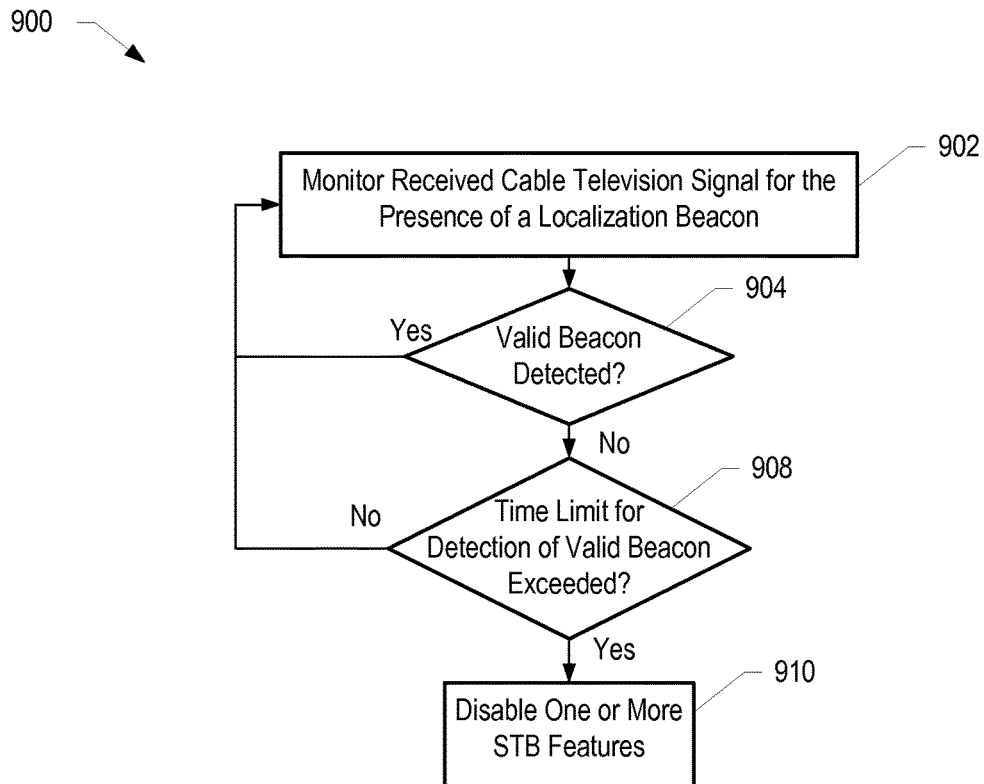 900
902
Monitor Received Cable Television Signal for the
Presence of a Localization Beacon
904
Yes
Valid Beacon
Detected?
No
908
No
Time Limit for
Detection of Valid Beacon
Exceeded?
Yes
910
Disable One or More
STB Features